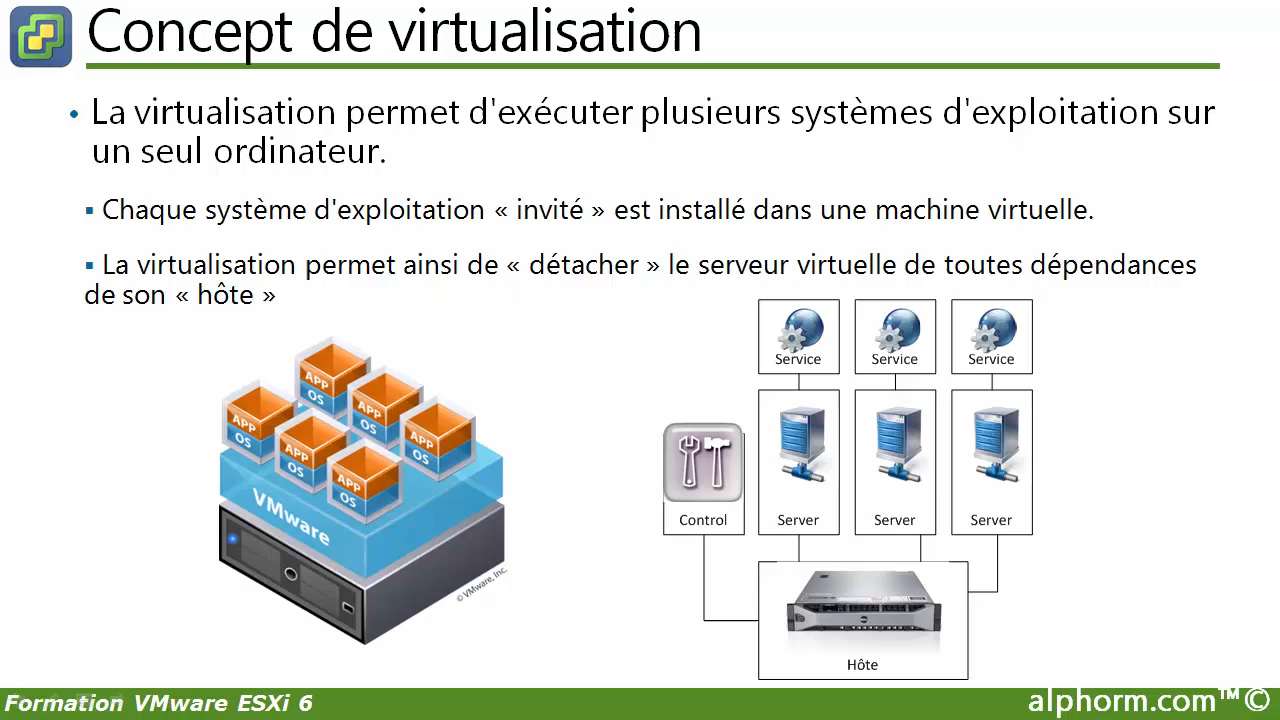 Concept de virtualisation
• La virtualisation permet d'exécuter plusieurs systèmes d'exploitation sur
un seul ordinateur.
▪ Chaque système d'exploitation « invité » est installé dans une machine virtuelle.
▪ La virtualisation permet ainsi de « détacher » le serveur virtuelle de toutes dépendances
de son « hôte »
APP
OS
APP
OS
APP
OS
APP
OS
APP
OS
APP
OS
VMware
© VMware, Inc.
Service
Service
Service
Control
Server
Server
Server
Hôte
Formation VMware ESXi 6
alphorm.com™©